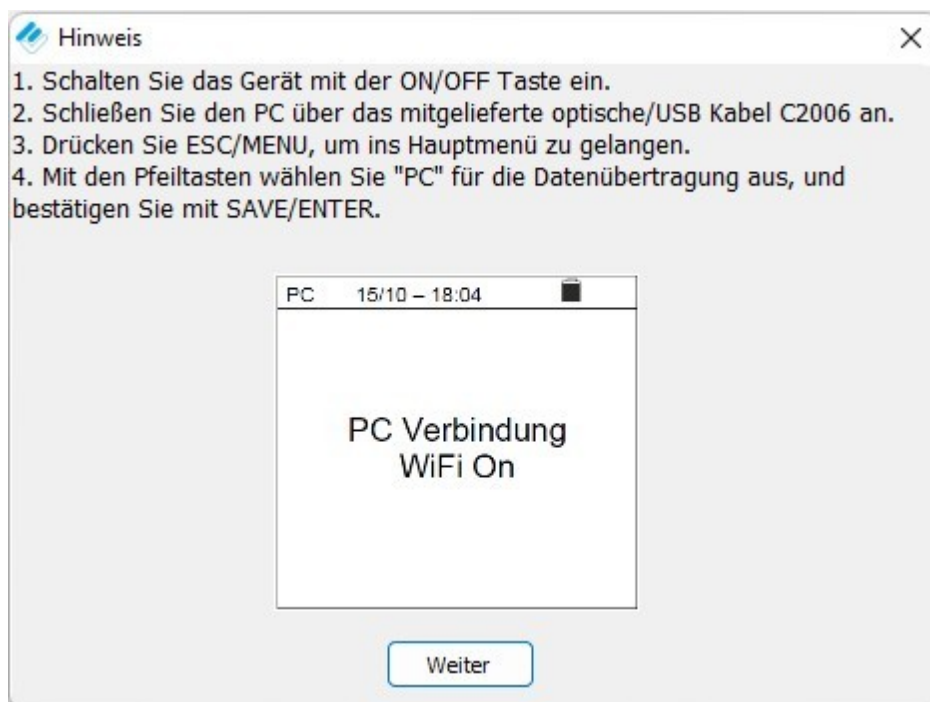 Hinweis
1. Schalten Sie das Gerät mit der ON/OFF Taste ein.
2. Schließen Sie den PC über das mitgelieferte optische/USB Kabel C2006 an.
3. Drücken Sie ESC/MENU, um ins Hauptmenü zu gelangen.
4. Mit den Pfeiltasten wählen Sie "PC" für die Datenübertragung aus, und
bestätigen Sie mit SAVE/ENTER.
PC 15/10 – 18:04
PC Verbindung
WiFi On
Weiter